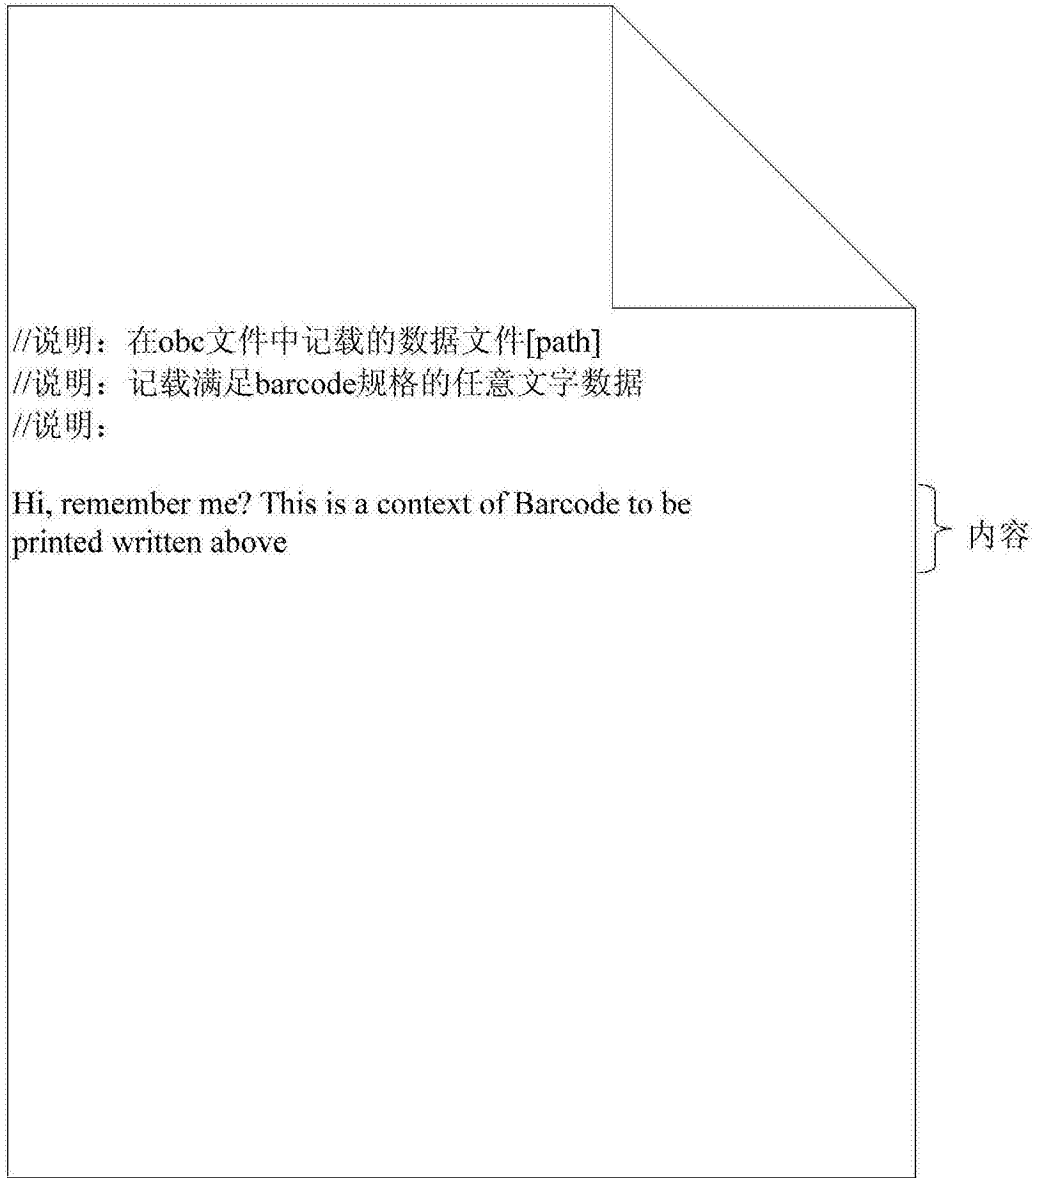 //说明：在obc文件中记载的数据文件[path]
//说明：记载满足barcode规格的任意文字数据
//说明：
Hi, remember me? This is a context of Barcode to be
printed written above
内容